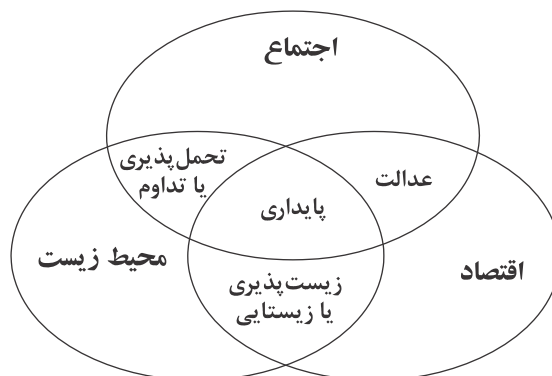 اجتماع
تحمل‌پذیری
یا تداوم
عدالت
پایداری
محیط زیست
اقتصاد
زیست‌پذیری
یا زیستایی